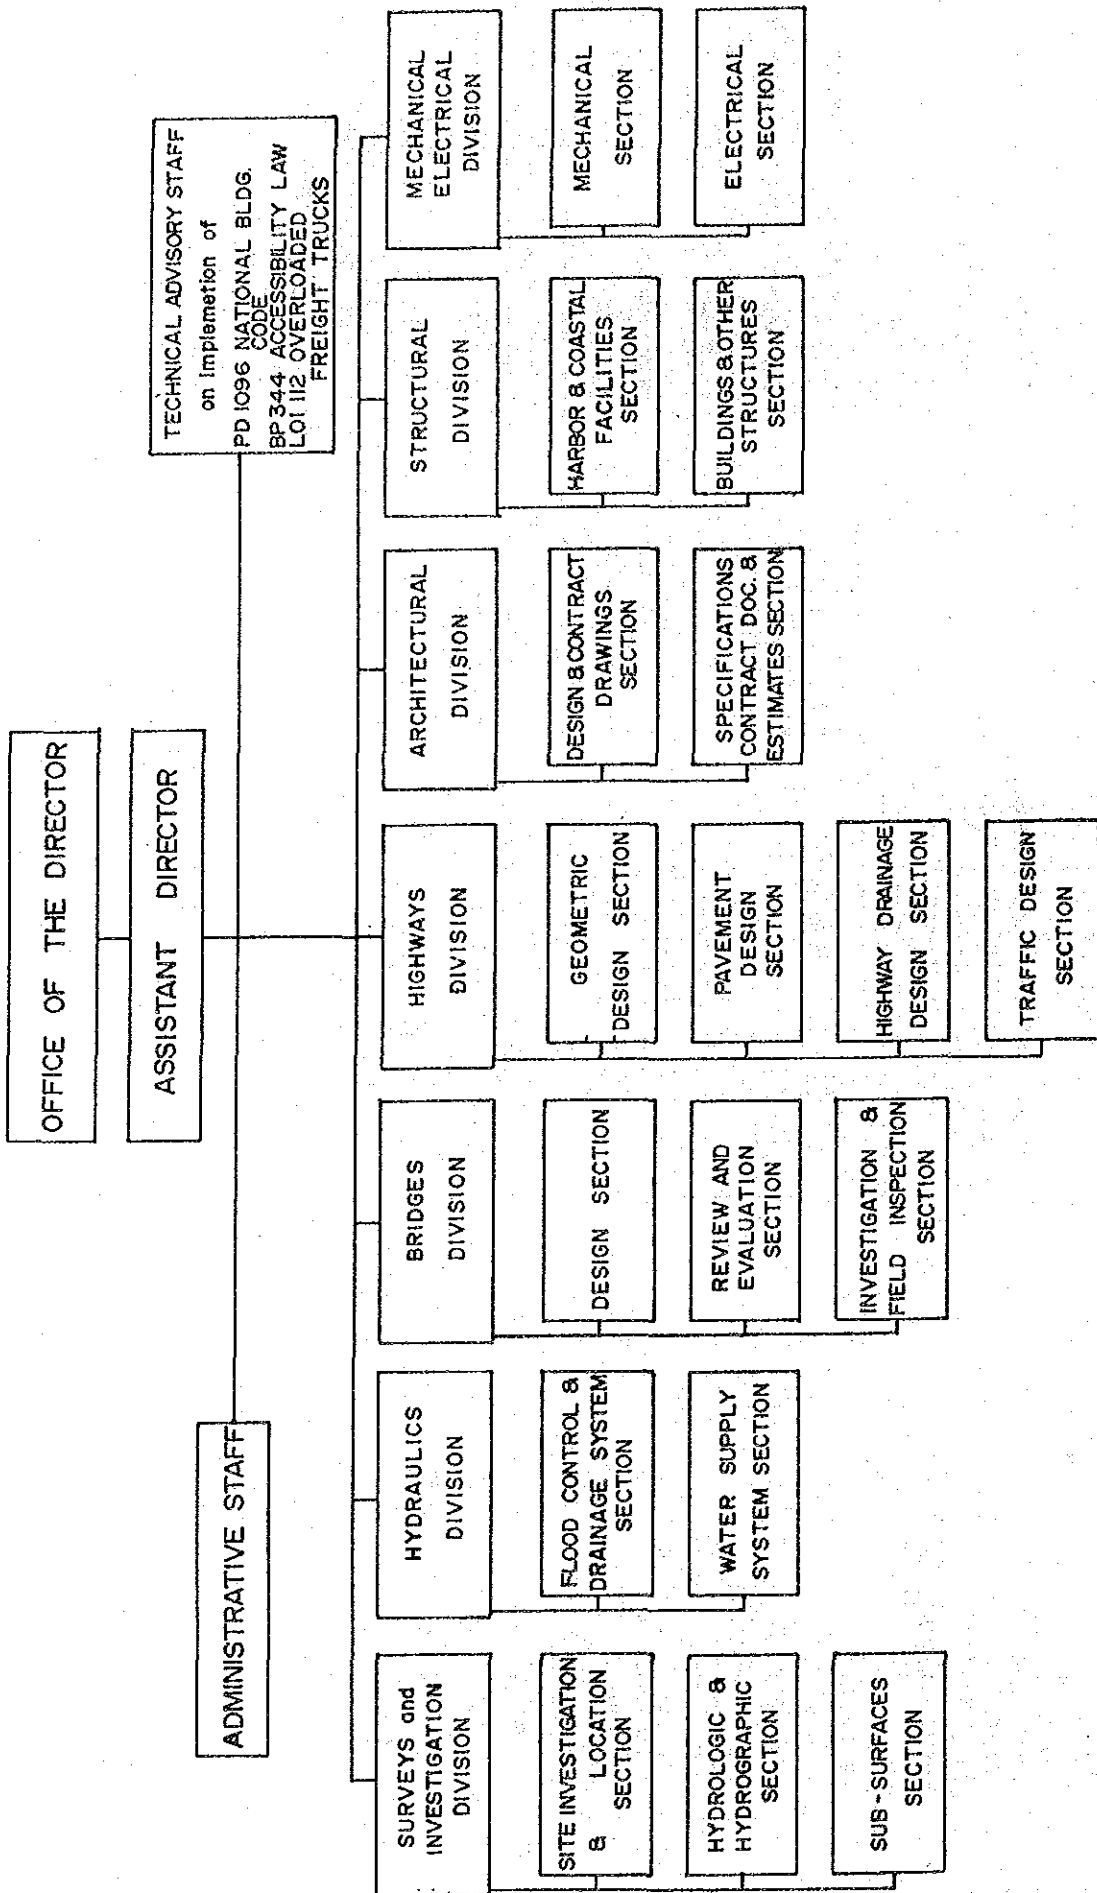 OFFICE OF THE DIRECTOR
ASSISTANT DIRECTOR
ADMINISTRATIVE STAFF
TECHNICAL ADVISORY STAFF
on Implemetion of
PD 1096 NATIONAL BLDG.
CODE
BP 344 ACCESSIBILITY LAW
LOI 112 OVERLOADED
FREIGHT TRUCKS
SURVEYS and
INVESTIGATION
DIVISION
SITE INVESTIGATION
& LOCATION
SECTION
HYDROLOGIC &
HYDROGRAPHIC
SECTION
SUB-SURFACES
SECTION
HYDRAULICS
DIVISION
FLOOD CONTROL &
DRAINAGE SYSTEM
SECTION
WATER SUPPLY
SYSTEM SECTION
BRIDGES
DIVISION
DESIGN SECTION
REVIEW AND
EVALUATION
SECTION
INVESTIGATION &
FIELD INSPECTION
SECTION
HIGHWAYS
DIVISION
GEOMETRIC
DESIGN SECTION
PAVEMENT
DESIGN
SECTION
HIGHWAY DRAINAGE
DESIGN SECTION
TRAFFIC DESIGN
SECTION
ARCHITECTURAL
DIVISION
DESIGN & CONTRACT
DRAWINGS
SECTION
SPECIFICATIONS
CONTRACT DOC. &
ESTIMATES SECTION
STRUCTURAL
DIVISION
HARBOR & COASTAL
FACILITIES
SECTION
BUILDINGS & OTHER
STRUCTURES
SECTION
MECHANICAL
ELECTRICAL
DIVISION
MECHANICAL
SECTION
ELECTRICAL
SECTION